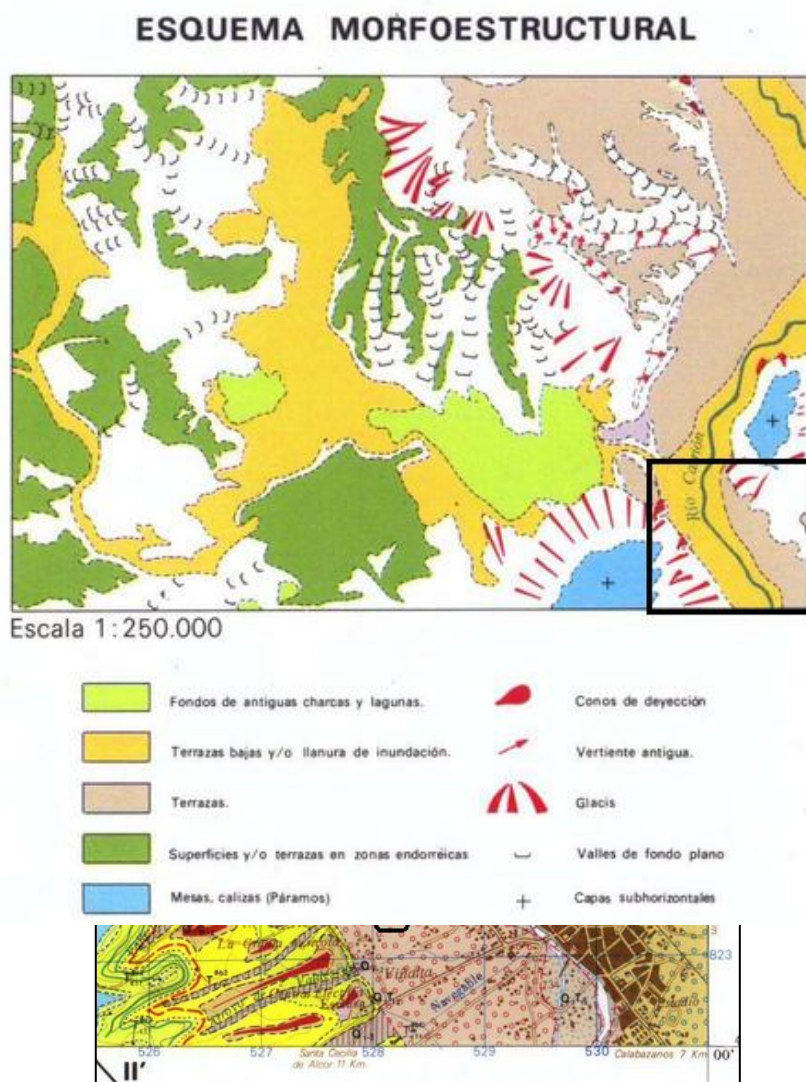 ESQUEMA MORFOESTRUCTURAL
Río Carrión
Escala 1:250.000
Fondos de antiguas charcas y lagunas.
Conos de deyección
Terrazas bajas y/o llanura de inundación.
Vertiente antigua.
Terrazas.
Glacis
Superficies y/o terrazas en zonas endorréicas
Valles de fondo plano
Mesas, calizas (Páramos)
Capas subhorizontales
823
Viñalta
Navegable
526
527
Santa Cecilia
de Alcor 11 Km.
528
529
530
Calabazanos 7 Km
00'
II'